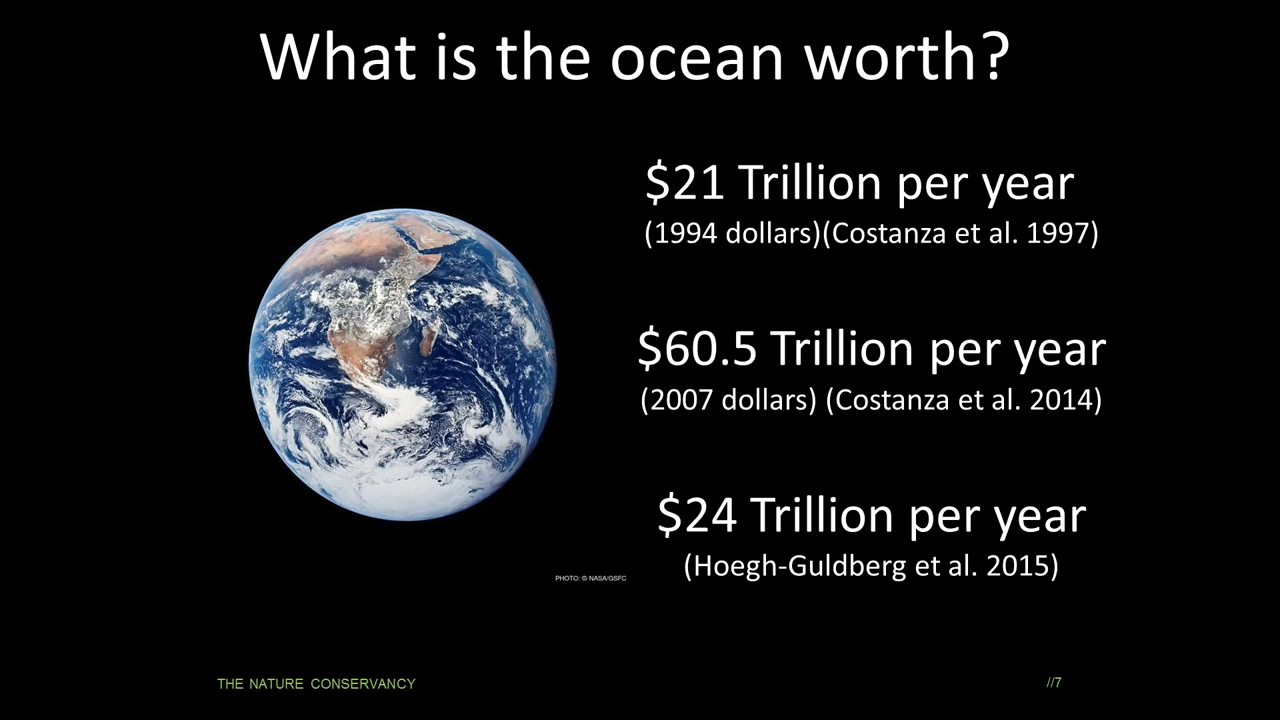 What is the ocean worth?
$21 Trillion per year
(1994 dollars)(Costanza et al. 1997)
$60.5 Trillion per year
(2007 dollars) (Costanza et al. 2014)
$24 Trillion per year
(Hoegh-Guldberg et al. 2015)
PHOTO: © NASA/GSFC
THE NATURE CONSERVANCY
//7